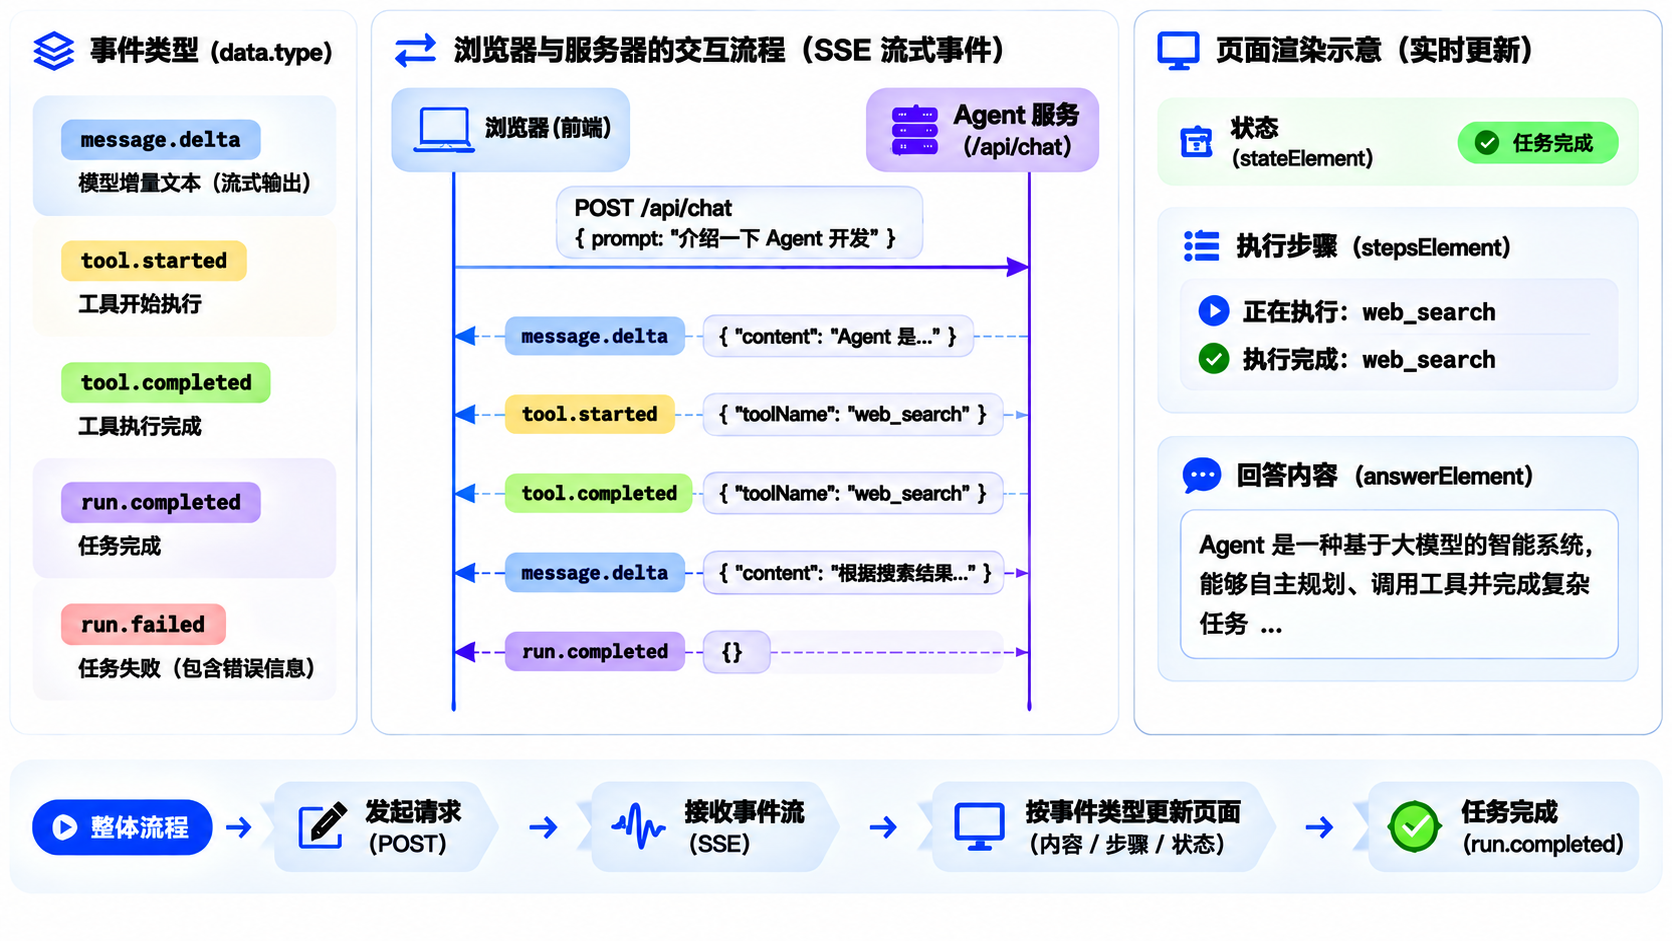 事件类型（data.type）
message.delta
模型增量文本（流式输出）
tool.started
工具开始执行
tool.completed
工具执行完成
run.completed
任务完成
run.failed
任务失败（包含错误信息）
浏览器与服务器的交互流程（SSE 流式事件）
浏览器（前端）
Agent 服务
（/api/chat）
POST /api/chat
{ prompt: "介绍一下 Agent 开发" }
message.delta { "content": "Agent 是..." }
tool.started { "toolName": "web_search" }
tool.completed { "toolName": "web_search" }
message.delta { "content": "根据搜索结果..." }
run.completed {}
页面渲染示意（实时更新）
状态
（stateElement）
任务完成
执行步骤（stepsElement）
正在执行：web_search
执行完成：web_search
回答内容（answerElement）
Agent 是一种基于大模型的智能系统，
能够自主规划、调用工具并完成复杂
任务 ...
整体流程
发起请求
（POST）
接收事件流
（SSE）
按事件类型更新页面
（内容 / 步骤 / 状态）
任务完成
（run.completed）